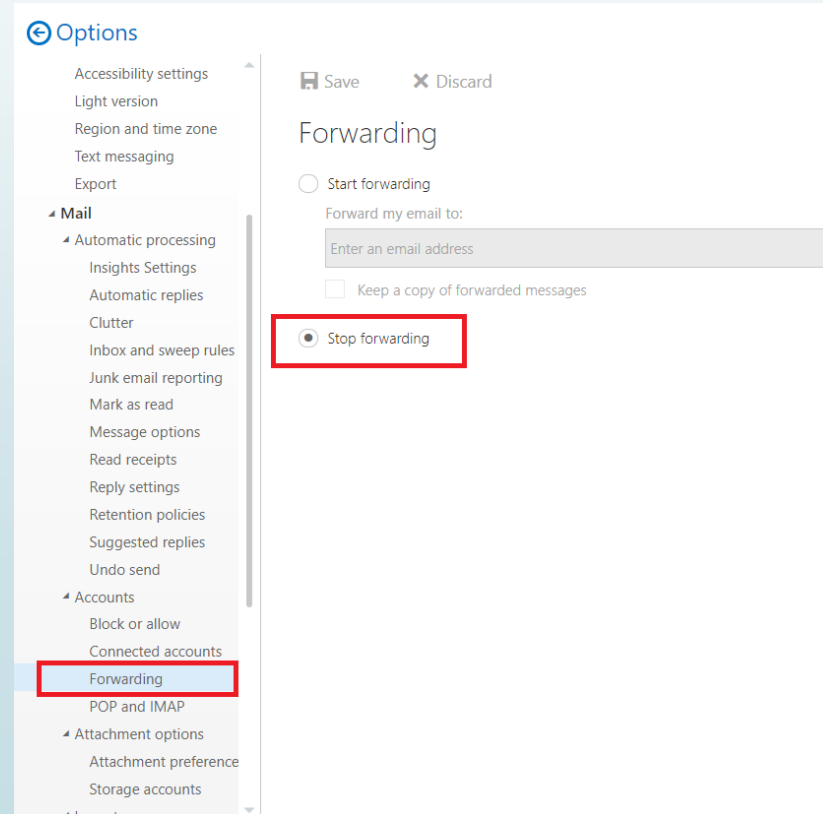 Options
Accessibility settings
Light version
Region and time zone
Text messaging
Export
Mail
Automatic processing
Insights Settings
Automatic replies
Clutter
Inbox and sweep rules
Junk email reporting
Mark as read
Message options
Read receipts
Reply settings
Retention policies
Suggested replies
Undo send
Accounts
Block or allow
Connected accounts
Forwarding
POP and IMAP
Attachment options
Attachment preference
Storage accounts
Save Discard
Forwarding
Start forwarding
Forward my email to:
Enter an email address
Keep a copy of forwarded messages
Stop forwarding